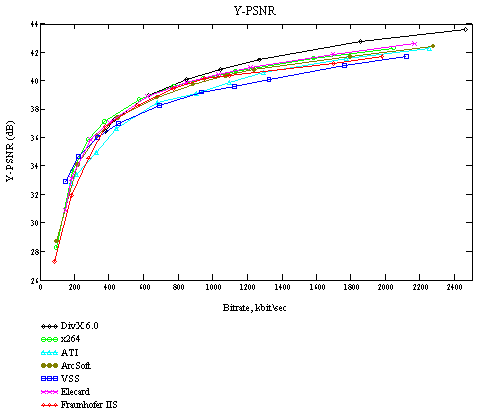 Y-PSNR
44
42
40
38
36
34
32
30
28
26
Y-PSNR (dB)
0 200 400 600 800 1000 1200 1400 1600 1800 2000 2200 2400
Bitrate, kbit/sec
DivX 6.0
x264
ATI
ArcSoft
VSS
Elecard
Fraunhofer IIS